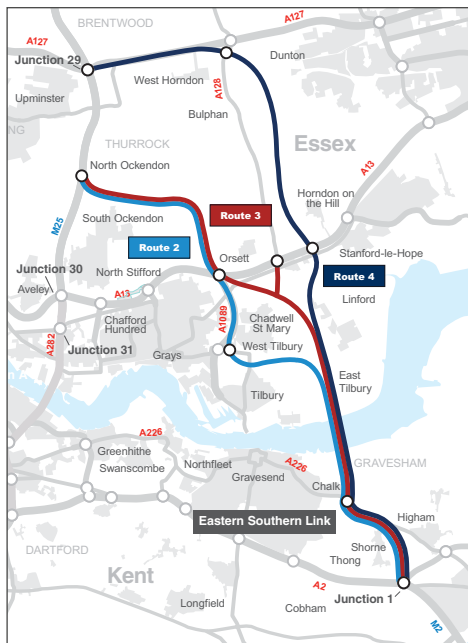 BRENTWOOD
A127
A127
Junction 29
Dunton
West Horndon
Upminster
A128
Bulphan
NG
THURROCK
Essex
A13
North Ockendon
Horndon on
the Hill
Route 3
South Ockendon
M25
Route 2
Orsett
Stanford-le-Hope
Junction 30
North Stifford
Route 4
Aveley
A13
Linford
Chafford
Hundred
A1089
Chadwell
St Mary
A282
Junction 31
Grays
West Tilbury
East
Tilbury
Tilbury
A226
Greenhithe
Swanscombe
Northfleet
A226
GRAVESHAM
Gravesend
Chalk
Eastern Southern Link
Higham
DARTFORD
Shorne
Thong
Kent
A2
Junction 1
Longfield
Cobham
M2